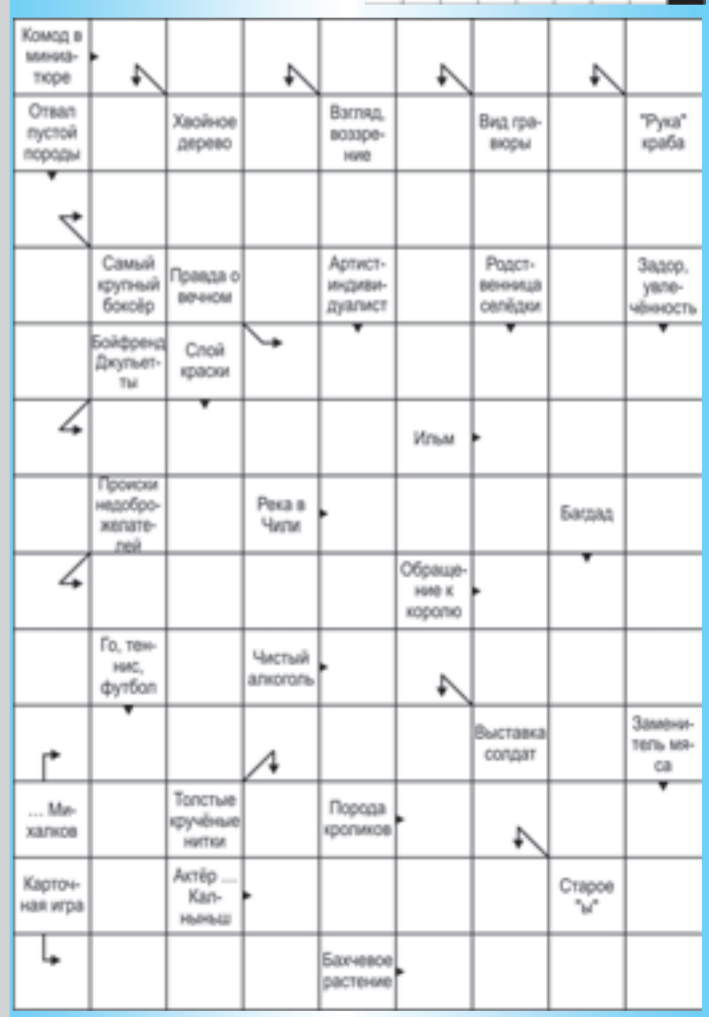 Комод в
миниа-
тюре
Отвал
пустой
породы
Хвойное
дерево
Взгляд,
воззре-
ние
Вид гра-
вюры
"Рука"
краба
Самый
крупный
боксёр
Правда о
вечном
Артист-
индиви-
дуалист
Родст-
венница
селёдки
Задор,
увле-
чённость
Бойфренд
Джульет-
ты
Слой
краски
Ильм
Происки
недобро-
желате-
лей
Река в
Чили
Багдад
Обраще-
ние к
королю
Го, тен-
нис,
футбол
Чистый
алкоголь
Выставка
солдат
Замени-
тель мя-
са
... Ми-
халков
Толстые
кручёные
нитки
Порода
кроликов
Карточ-
ная игра
Актёр ...
Кал-
ныньш
Старое
"ы"
Бахчевое
растение